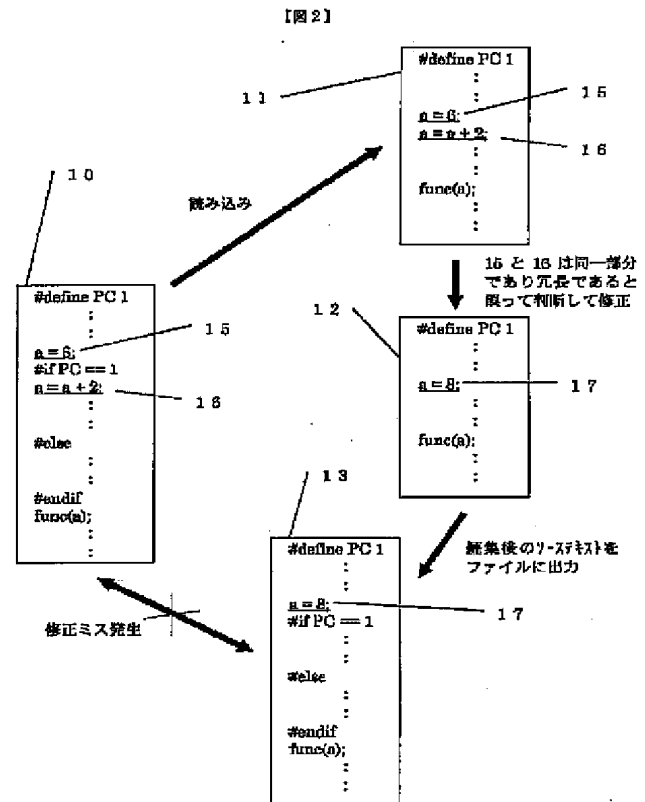 【図2】
#define PC 1
:
:
11
a = 6;
15
a = a + 2;
16
:
:
func(a);
:
:
10
読み込み
15 と 16 は同一部分
であり冗長であると
誤って判断して修正
#define PC 1
:
:
a = 6;
15
#if PC == 1
a = a + 2;
16
:
:
#else
:
:
#endif
func(a);
:
:
12
#define PC 1
:
:
a = 8;
17
:
:
func(a);
:
:
13
編集後のソーステキストを
ファイルに出力
#define PC 1
:
:
a = 8;
17
#if PC == 1
:
:
#else
:
:
#endif
func(a);
:
:
修正ミス発生